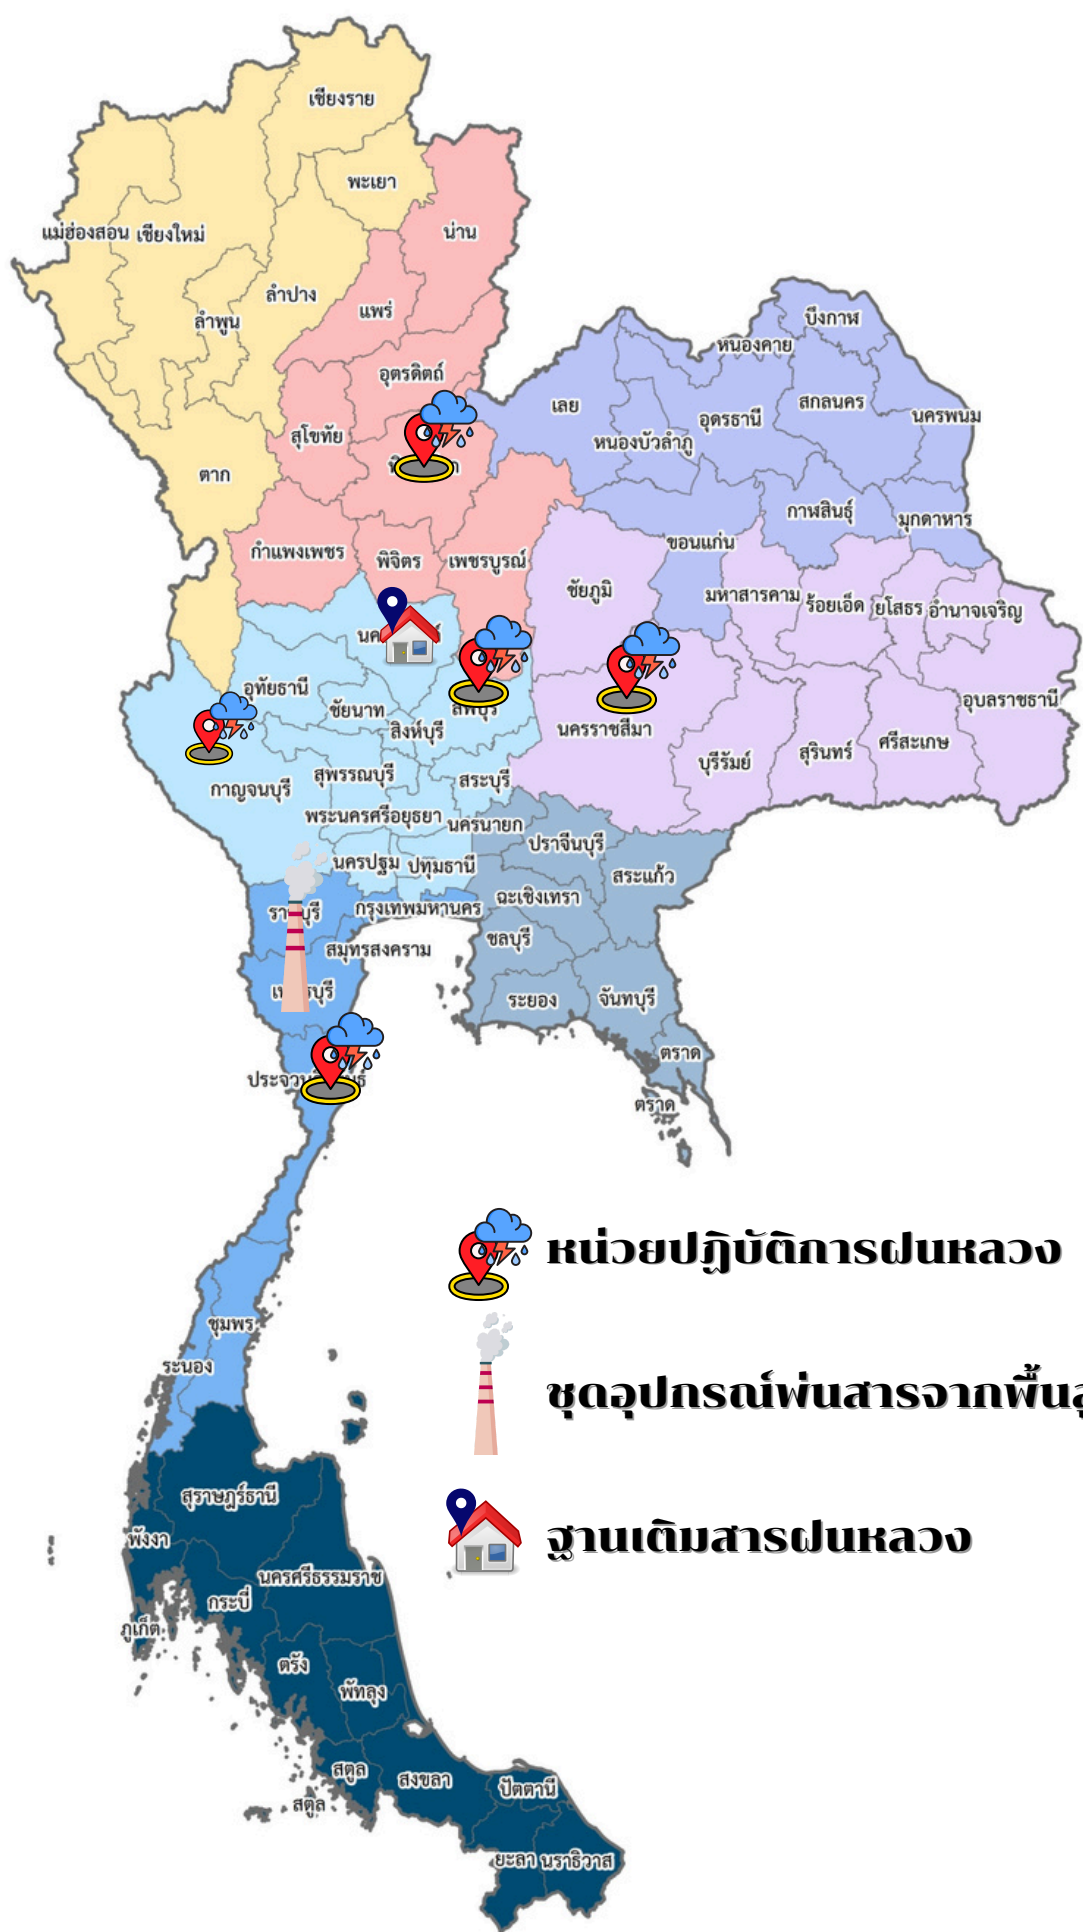 เชียงราย
พะเยา
น่าน
แม่ฮ่องสอน เชียงใหม่
ลำปาง
แพร่
ลำพูน
บึงกาฬ
หนองคาย
อุตรดิตถ์
เลย
สกลนคร
นครพนม
อุดรธานี
สุโขทัย
หนองบัวลำภู
ตาก
กาฬสินธุ์
มุกดาหาร
ขอนแก่น
กำแพงเพชร
พิจิตร
เพชรบูรณ์
ชัยภูมิ
มหาสารคาม
ร้อยเอ็ด
ยโสธร
อำนาจเจริญ
อุทัยธานี
ชัยนาท
ลพบุรี
อุบลราชธานี
สิงห์บุรี
นครราชสีมา
ศรีสะเกษ
สุรินทร์
บุรีรัมย์
สุพรรณบุรี
สระบุรี
กาญจนบุรี
พระนครศรีอยุธยา
นครนายก
ปราจีนบุรี
นครปฐม
ปทุมธานี
สระแก้ว
ฉะเชิงเทรา
กรุงเทพมหานคร
ชลบุรี
สมุทรสงคราม
ระยอง
จันทบุรี
ตราด
ตราด
หน่วยปฏิบัติการฝนหลวง
ชุมพร
ระนอง
ชุดอุปกรณ์พ่นสารจากพื้นสู
สุราษฎร์ธานี
พังงา
ฐานเติมสารฝนหลวง
นครศรีธรรมราช
กระบี่
ภูเก็ต
ตรัง
พัทลุง
สตูล
สงขลา
ปัตตานี
สตูล
ยะลา นราธิวาส